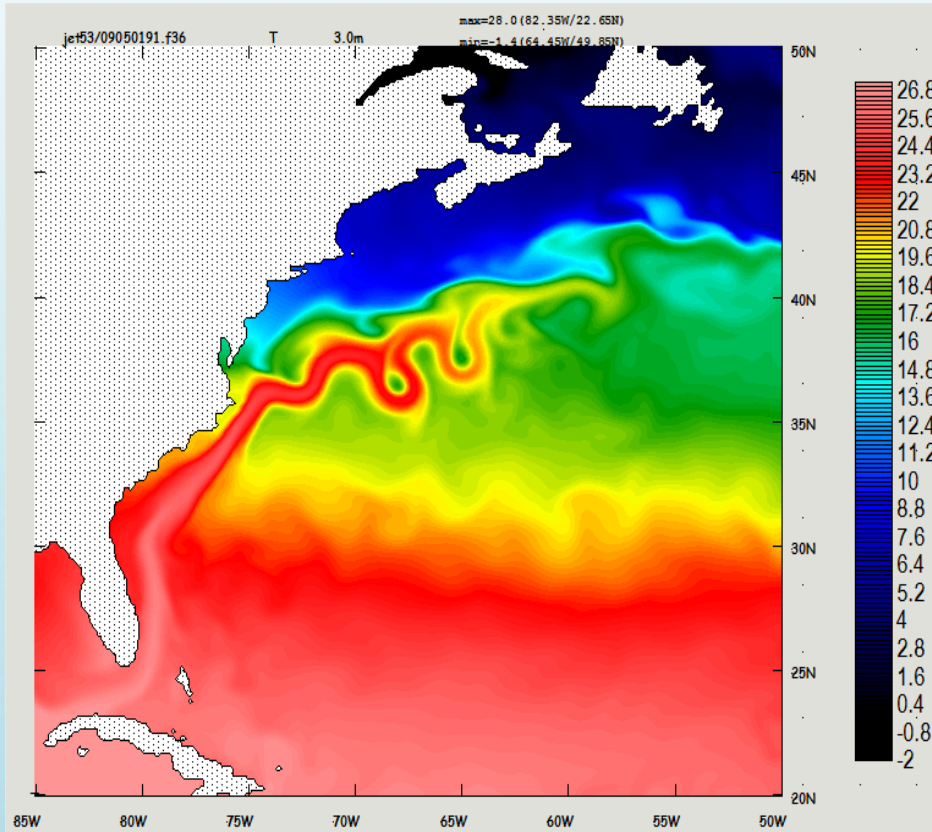 max=28.0(82.35W/22.65N)
jet53/09050191.f36 T 3.0m
min=-1.4(64.45W/49.85N)
50N
26.8
25.6
24.4
45N
23.2
22
20.8
19.6
40N
18.4
17.2
16
14.8
13.6
35N
12.4
11.2
10
8.8
30N
7.6
6.4
5.2
4
25N
2.8
1.6
0.4
-0.8
-2
20N
85W 80W 75W 70W 65W 60W 55W 50W